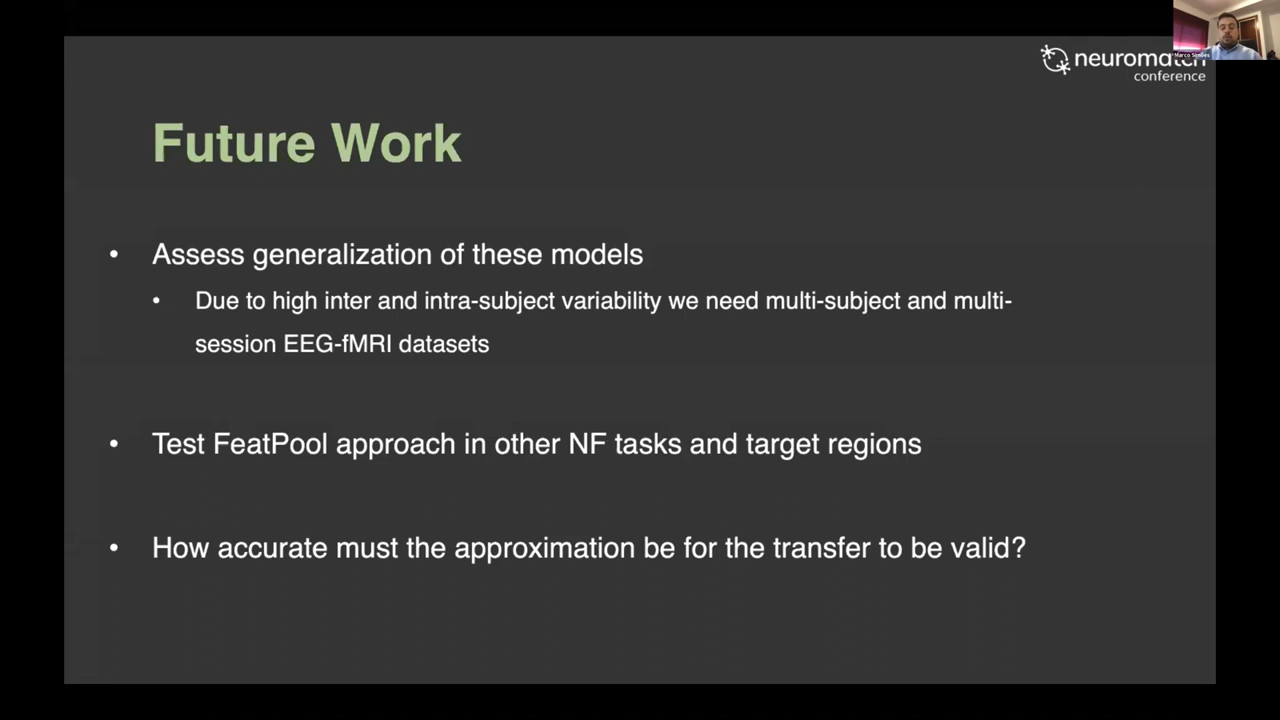 Marco Simões
neuromatch
conference
Future Work
• Assess generalization of these models
• Due to high inter and intra-subject variability we need multi-subject and multi-
session EEG-fMRI datasets
• Test FeatPool approach in other NF tasks and target regions
• How accurate must the approximation be for the transfer to be valid?